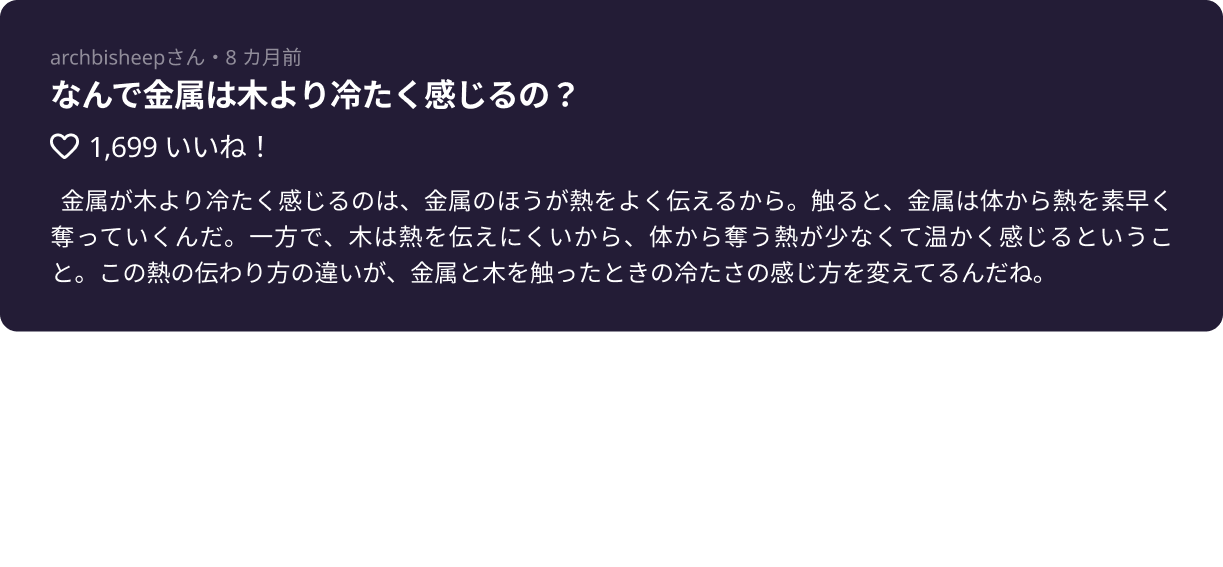 archbisheepさん・8 カ月前
なんで金属は木より冷たく感じるの？
1,699 いいね！
金属が木より冷たく感じるのは、金属のほうが熱をよく伝えるから。触ると、金属は体から熱を素早く
奪っていくんだ。一方で、木は熱を伝えにくいから、体から奪う熱が少なくて温かく感じるというこ
と。この熱の伝わり方の違いが、金属と木を触ったときの冷たさの感じ方を変えてるんだね。